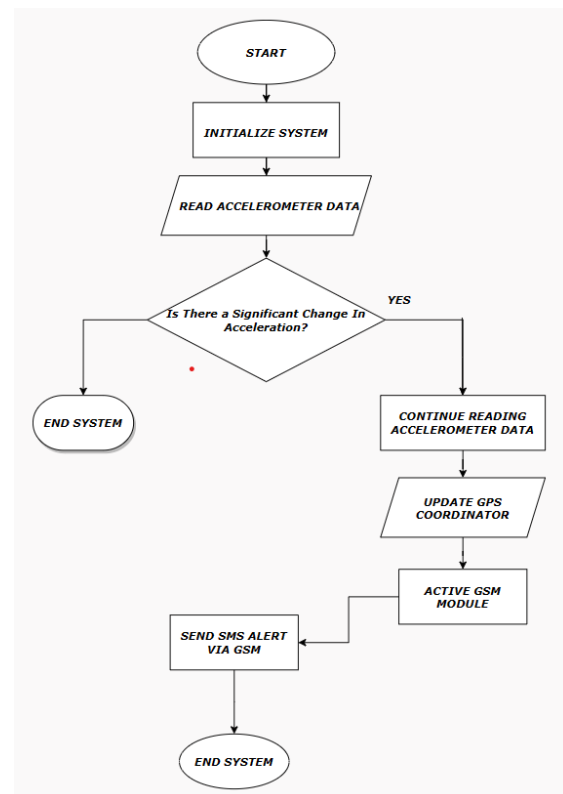 START
INITIALIZE SYSTEM
READ ACCELEROMETER DATA
Is There a Significant Change In
Acceleration?
YES
END SYSTEM
CONTINUE READING
ACCELEROMETER DATA
UPDATE GPS
COORDINATOR
ACTIVE GSM
MODULE
SEND SMS ALERT
VIA GSM
END SYSTEM